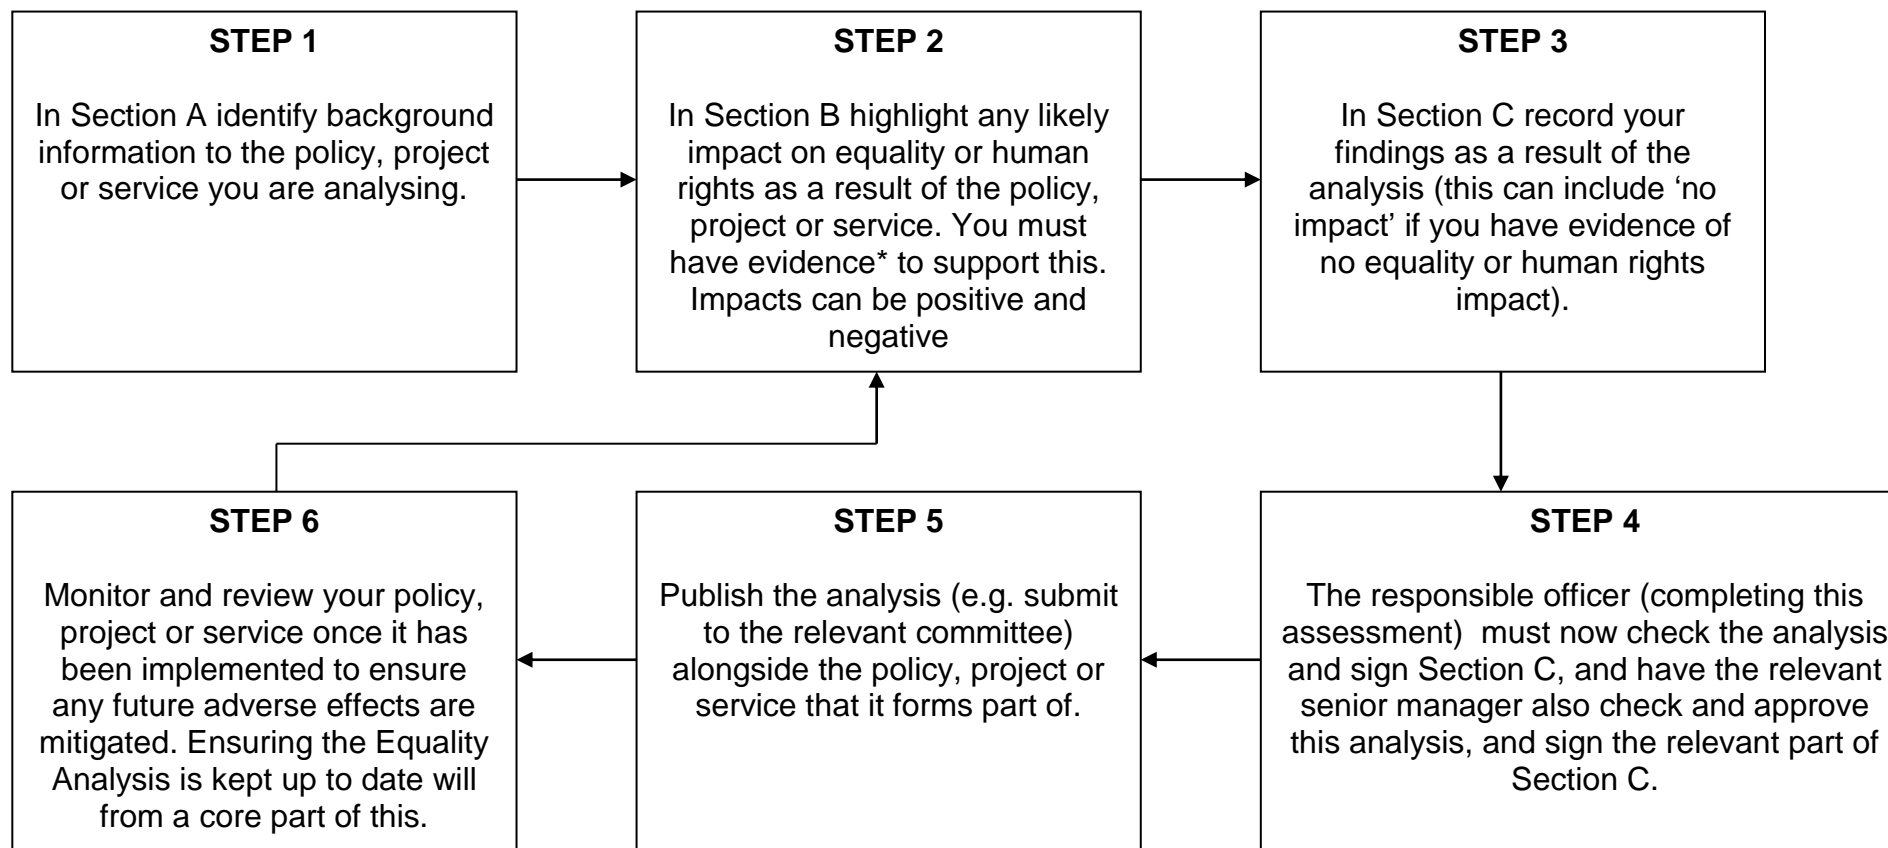 STEP 1
In Section A identify background
information to the policy, project
or service you are analysing.
STEP 2
In Section B highlight any likely
impact on equality or human
rights as a result of the policy,
project or service. You must
have evidence* to support this.
Impacts can be positive and
negative
STEP 3
In Section C record your
findings as a result of the
analysis (this can include ‘no
impact’ if you have evidence of
no equality or human rights
impact).
STEP 4
The responsible officer (completing this
assessment)  must now check the analysis
and sign Section C, and have the relevant
senior manager also check and approve
this analysis, and sign the relevant part of
Section C.
STEP 5
Publish the analysis (e.g. submit
to the relevant committee)
alongside the policy, project or
service that it forms part of.
STEP 6
Monitor and review your policy,
project or service once it has
been implemented to ensure
any future adverse effects are
mitigated. Ensuring the Equality
Analysis is kept up to date will
from a core part of this.